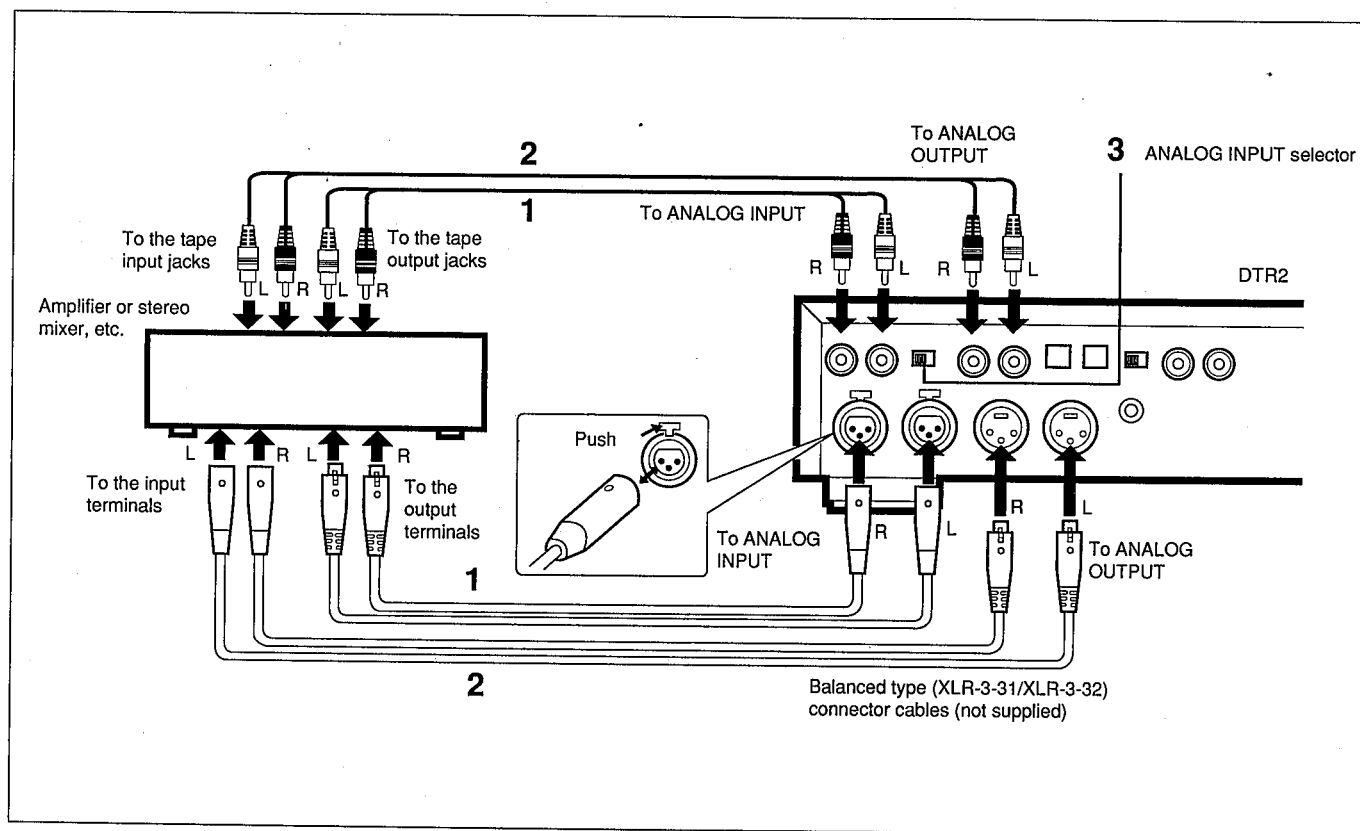 To ANALOG
OUTPUT
3 ANALOG INPUT selector
2
1
To ANALOG INPUT
To the tape
input jacks
To the tape
output jacks
L
R
L
R
R
L
R
L
DTR2
Amplifier or stereo
mixer, etc.
Push
L
R
L
R
To the input
terminals
To the
output
terminals
To ANALOG
INPUT
R
L
R
L
To ANALOG
OUTPUT
1
2
Balanced type (XLR-3-31/XLR-3-32)
connector cables (not supplied)